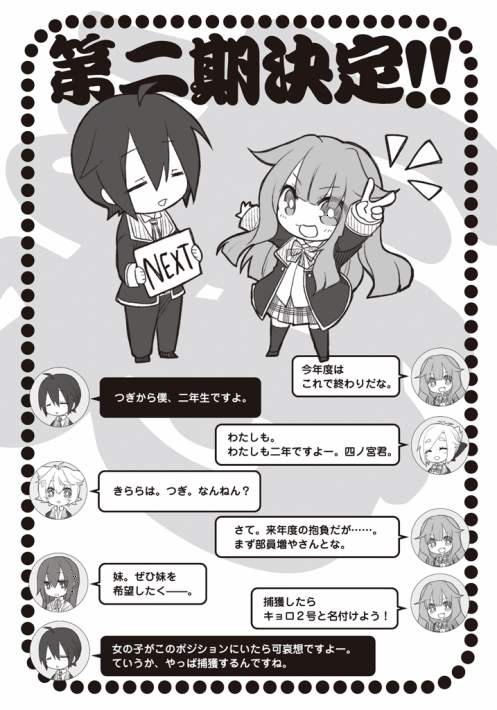 第二期決定!!
NEXT
今年度は
これで終わりだな。
つぎから僕、二年生ですよ。
わたしも。
わたしも二年ですよー。四ノ宮君。
きららは。つぎ。なんねん？
さて。来年度の抱負だが……。
まず部員増やさんとな。
妹。ぜひ妹を
希望したく――。
捕獲したら
キョロ２号と名付けよう！
女の子がこのポジションにいたら可哀想ですよー。
ていうか、やっぱ捕獲するんですね。